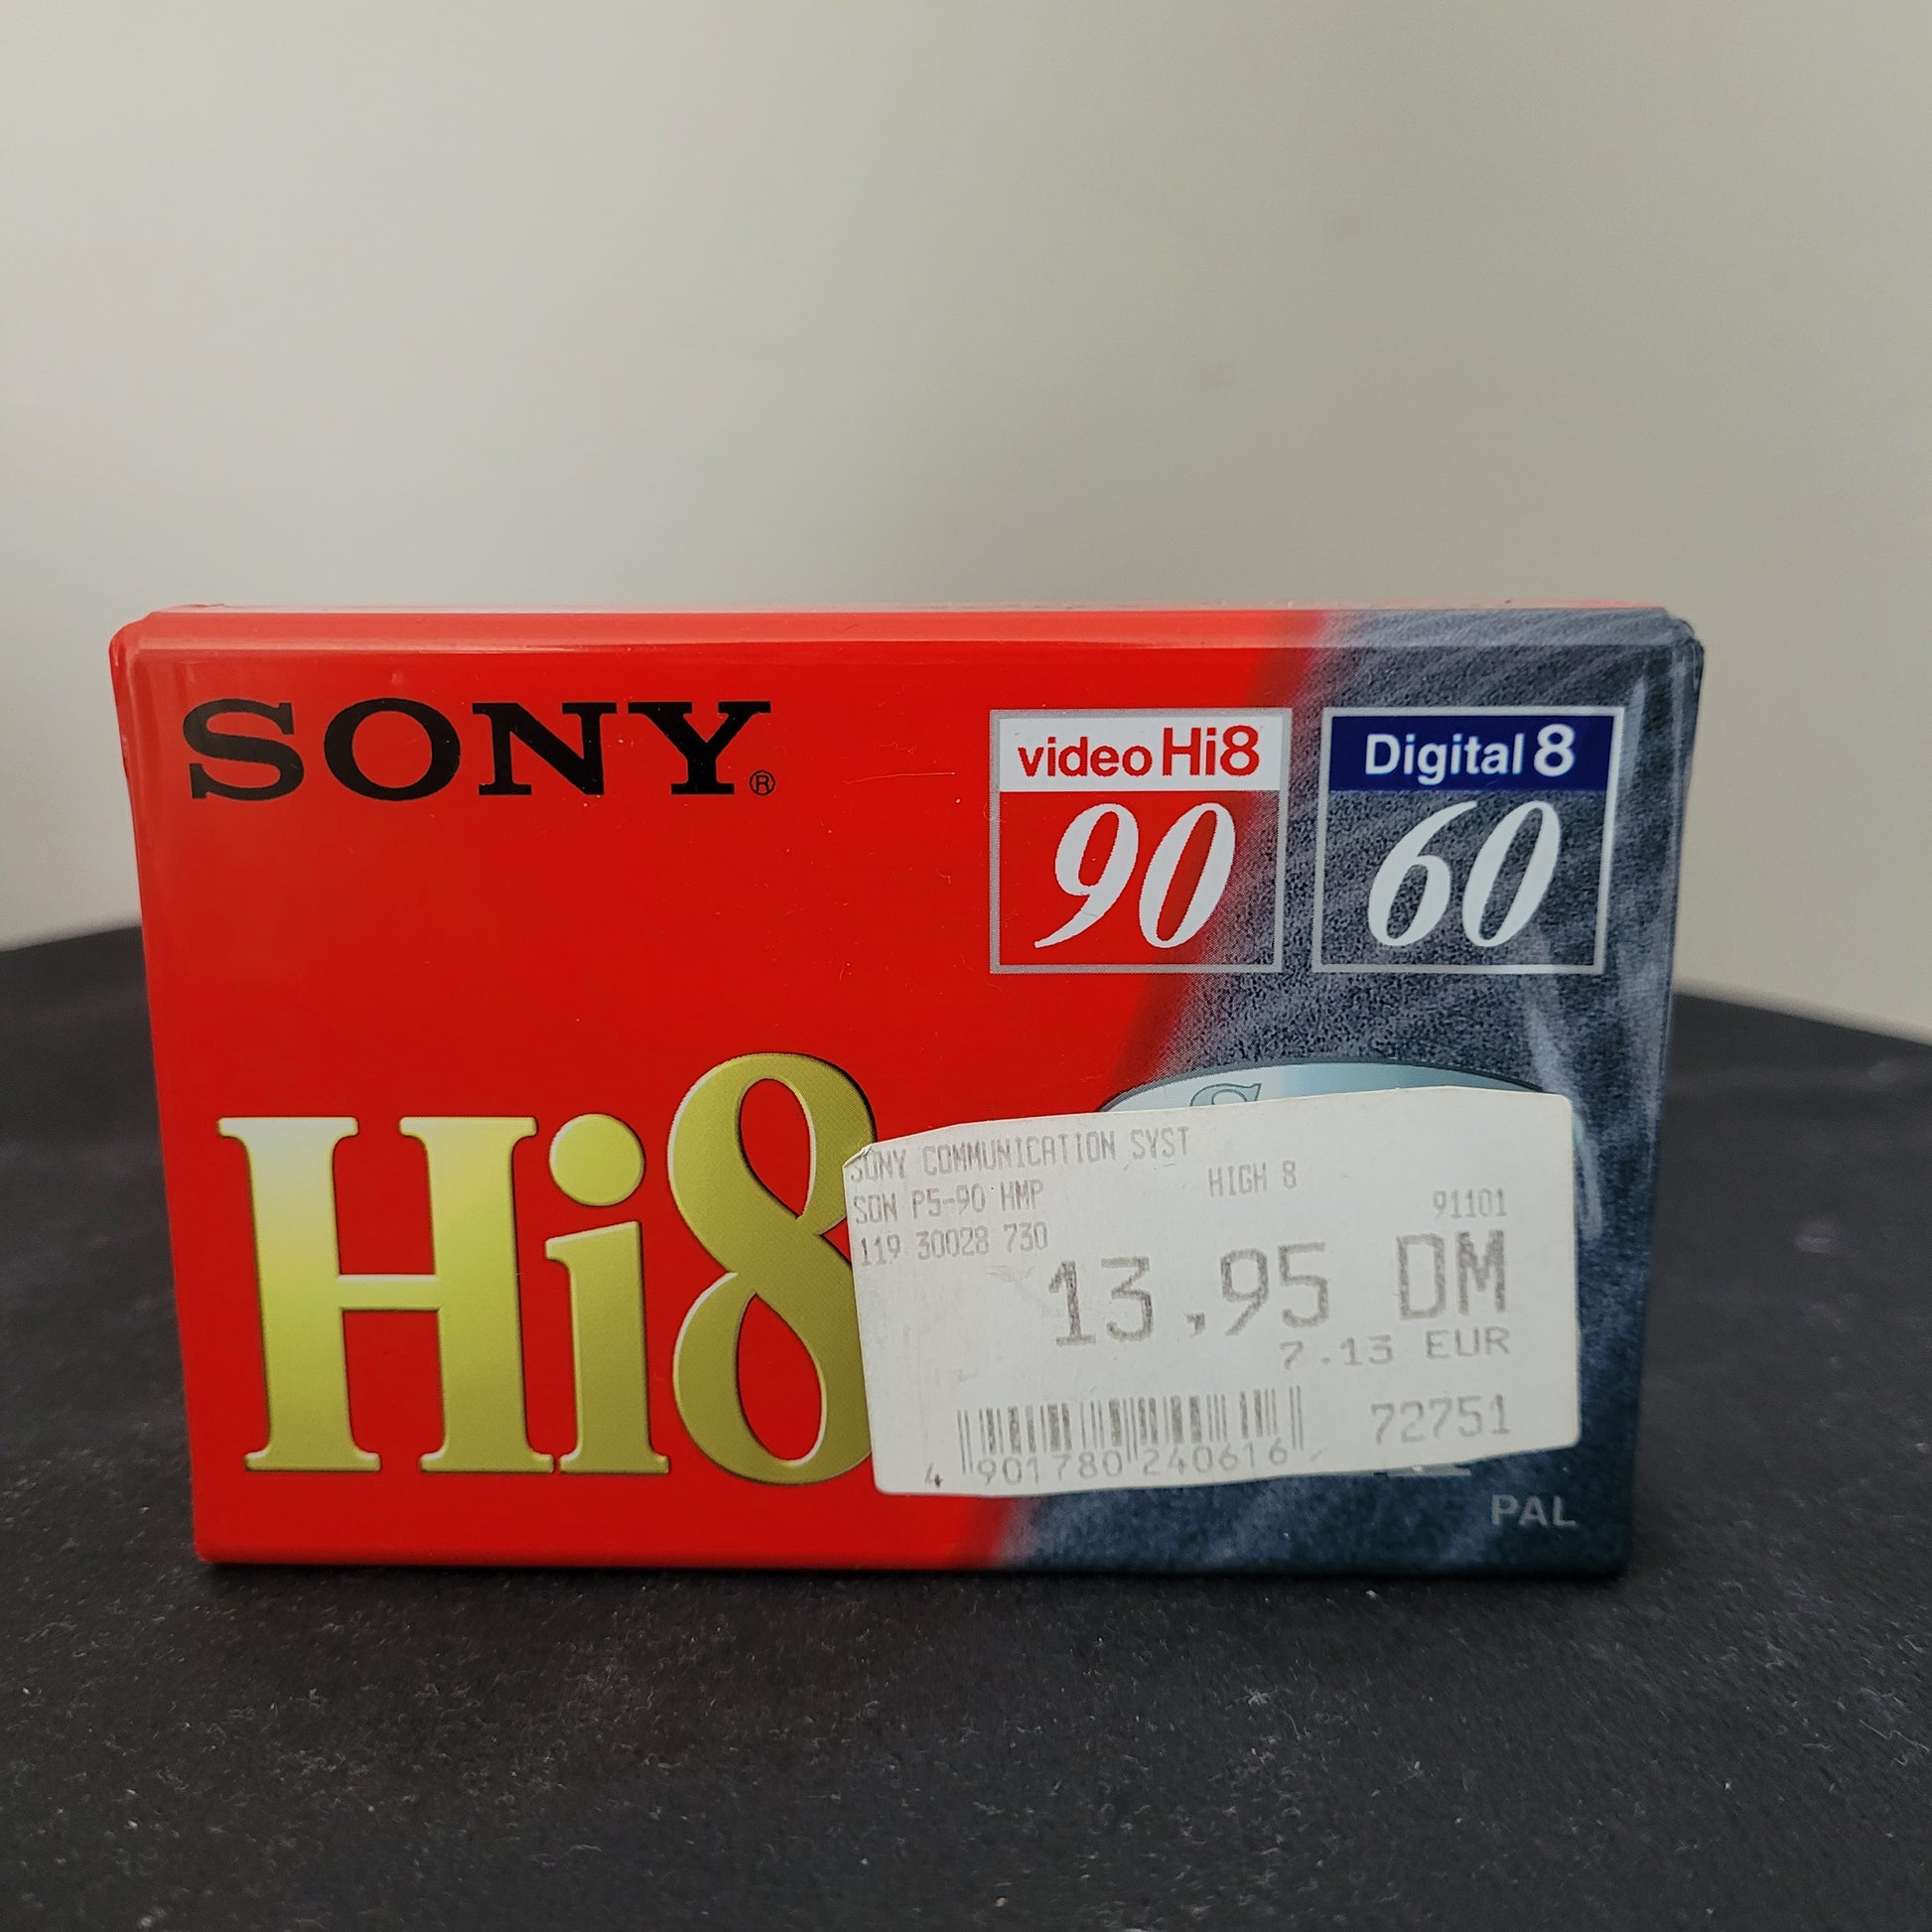 SONY®
video Hi8
90
Digital 8
60
Hi8
SONY COMMUNICATION SYST
SON P5-90 HMP HIGH 8
91101
119 30028 730
13,95 DM
7.13 EUR
72751
4 901780 240616
PAL